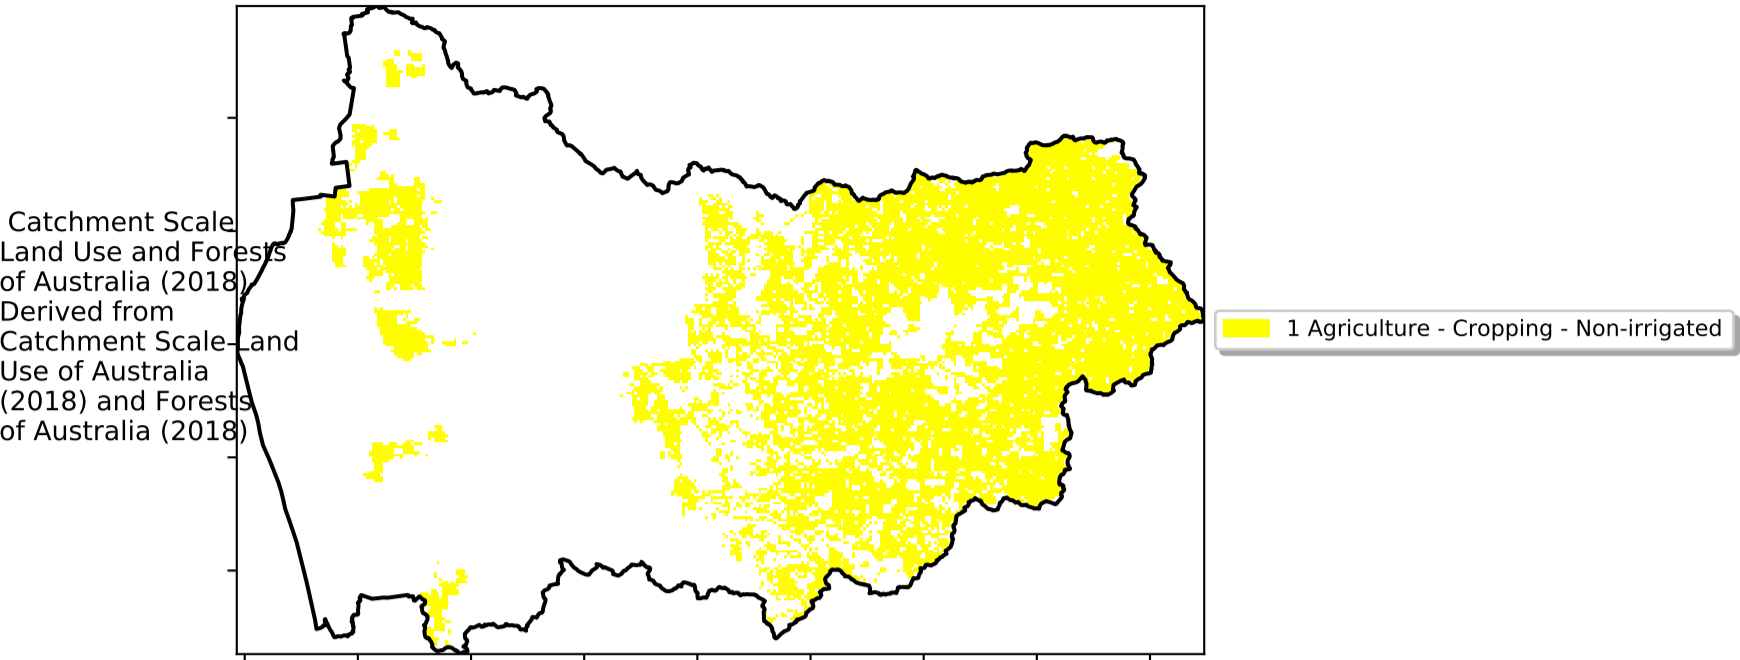 Catchment Scale
Land Use and Forests
of Australia (2018)
Derived from
Catchment Scale Land
Use of Australia
(2018) and Forests
of Australia (2018)
1 Agriculture - Cropping - Non-irrigated